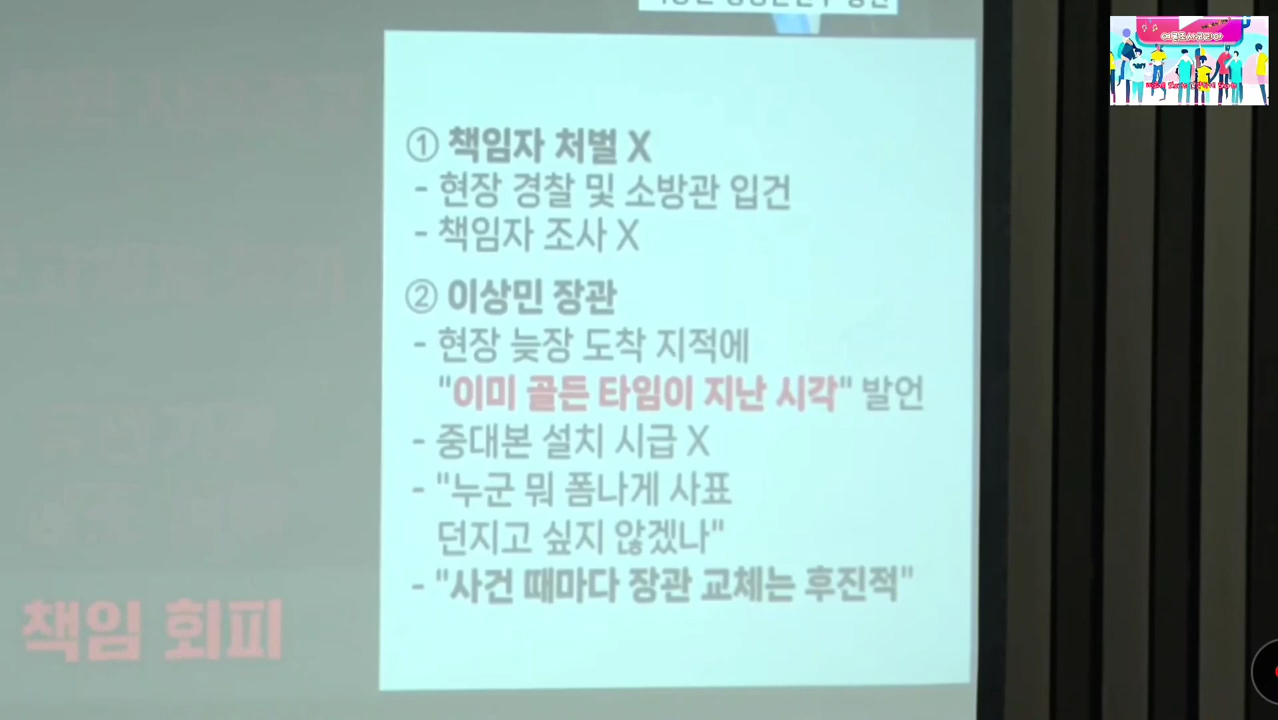 ① 책임자 처벌 X
- 현장 경찰 및 소방관 입건
- 책임자 조사 X
② 이상민 장관
- 현장 늦장 도착 지적에
"이미 골든 타임이 지난 시각" 발언
- 중대본 설치 시급 X
- "누군 뭐 폼나게 사표
던지고 싶지 않겠나"
- "사건 때마다 장관 교체는 후진적"
책임 회피